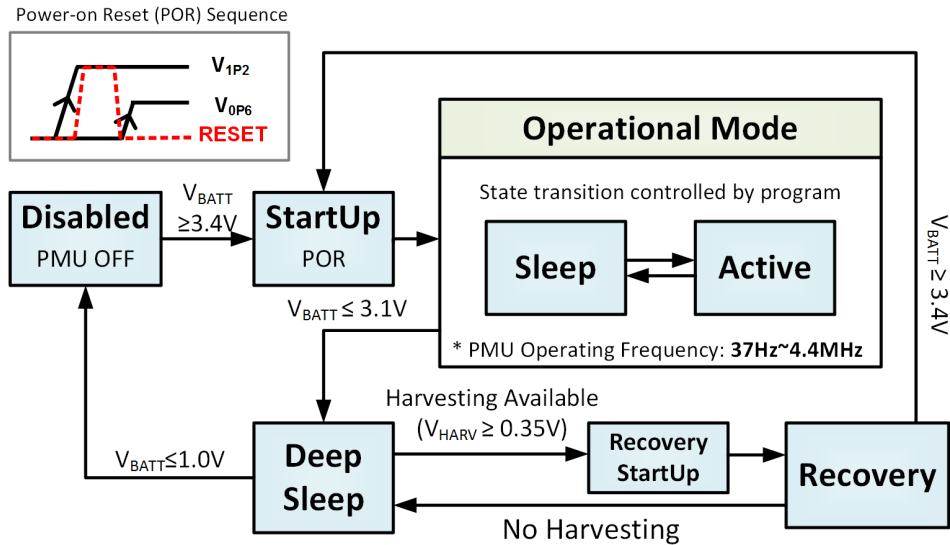 Power-on Reset (POR) Sequence
V1P2
V0P6
RESET
Operational Mode
State transition controlled by program
Sleep
Active
* PMU Operating Frequency: 37Hz~4.4MHz
Disabled
PMU OFF
VBATT
≥3.4V
StartUp
POR
VBATT ≤ 3.1V
VBATT ≥ 3.4V
Harvesting Available
(VHARV ≥ 0.35V)
VBATT≤1.0V
Deep
Sleep
Recovery
StartUp
Recovery
No Harvesting